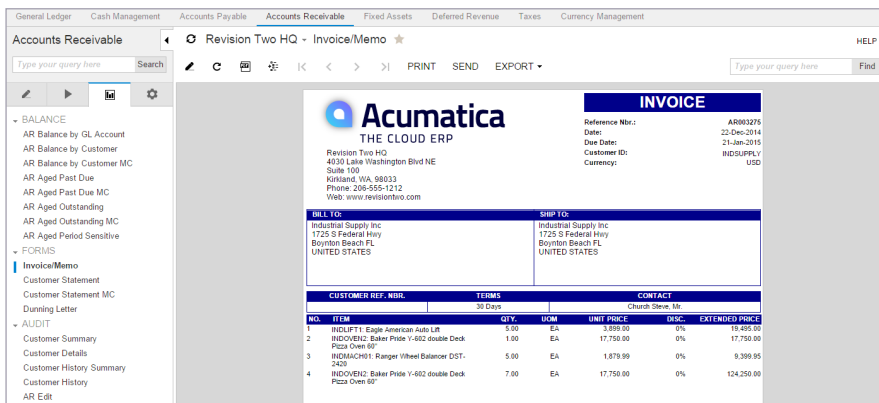 General Ledger Cash Management Accounts Payable Accounts Receivable Fixed Assets Deferred Revenue Taxes Currency Management
Accounts Receivable
Revision Two HQ - Invoice/Memo
HELP
Type your query here Search
PRINT SEND EXPORT
Type your query here Find
BALANCE
AR Balance by GL Account
AR Balance by Customer
AR Balance by Customer MC
AR Aged Past Due
AR Aged Past Due MC
AR Aged Outstanding
AR Aged Outstanding MC
AR Aged Period Sensitive
FORMS
Invoice/Memo
Customer Statement
Customer Statement MC
Dunning Letter
AUDIT
Customer Summary
Customer Details
Customer History Summary
Customer History
AR Edit
Acumatica
THE CLOUD ERP
Revision Two HQ
4030 Lake Washington Blvd NE
Suite 100
Kirkland, WA, 98033
Phone: 206-555-1212
Web: www.revisiontwo.com
INVOICE
Reference Nbr.: AR003275
Date: 22-Dec-2014
Due Date: 21-Jan-2015
Customer ID: INDSUPPLY
Currency: USD
BILL TO: SHIP TO:
Industrial Supply Inc Industrial Supply Inc
1725 S Federal Hwy 1725 S Federal Hwy
Boynton Beach FL Boynton Beach FL
UNITED STATES UNITED STATES
CUSTOMER REF. NBR. TERMS CONTACT
30 Days Church Steve, Mr.
NO. ITEM QTY. UOM UNIT PRICE DISC. EXTENDED PRICE
1 INDLIFT1: Eagle American Auto Lift 5.00 EA 3,899.00 0% 19,495.00
2 INDOVEN2: Baker Pride Y-602 double Deck 1.00 EA 17,750.00 0% 17,750.00
Pizza Oven 60"
3 INDMACH01: Ranger Wheel Balancer DST- 5.00 EA 1,879.99 0% 9,399.95
2420
4 INDOVEN2: Baker Pride Y-602 double Deck 7.00 EA 17,750.00 0% 124,250.00
Pizza Oven 60"